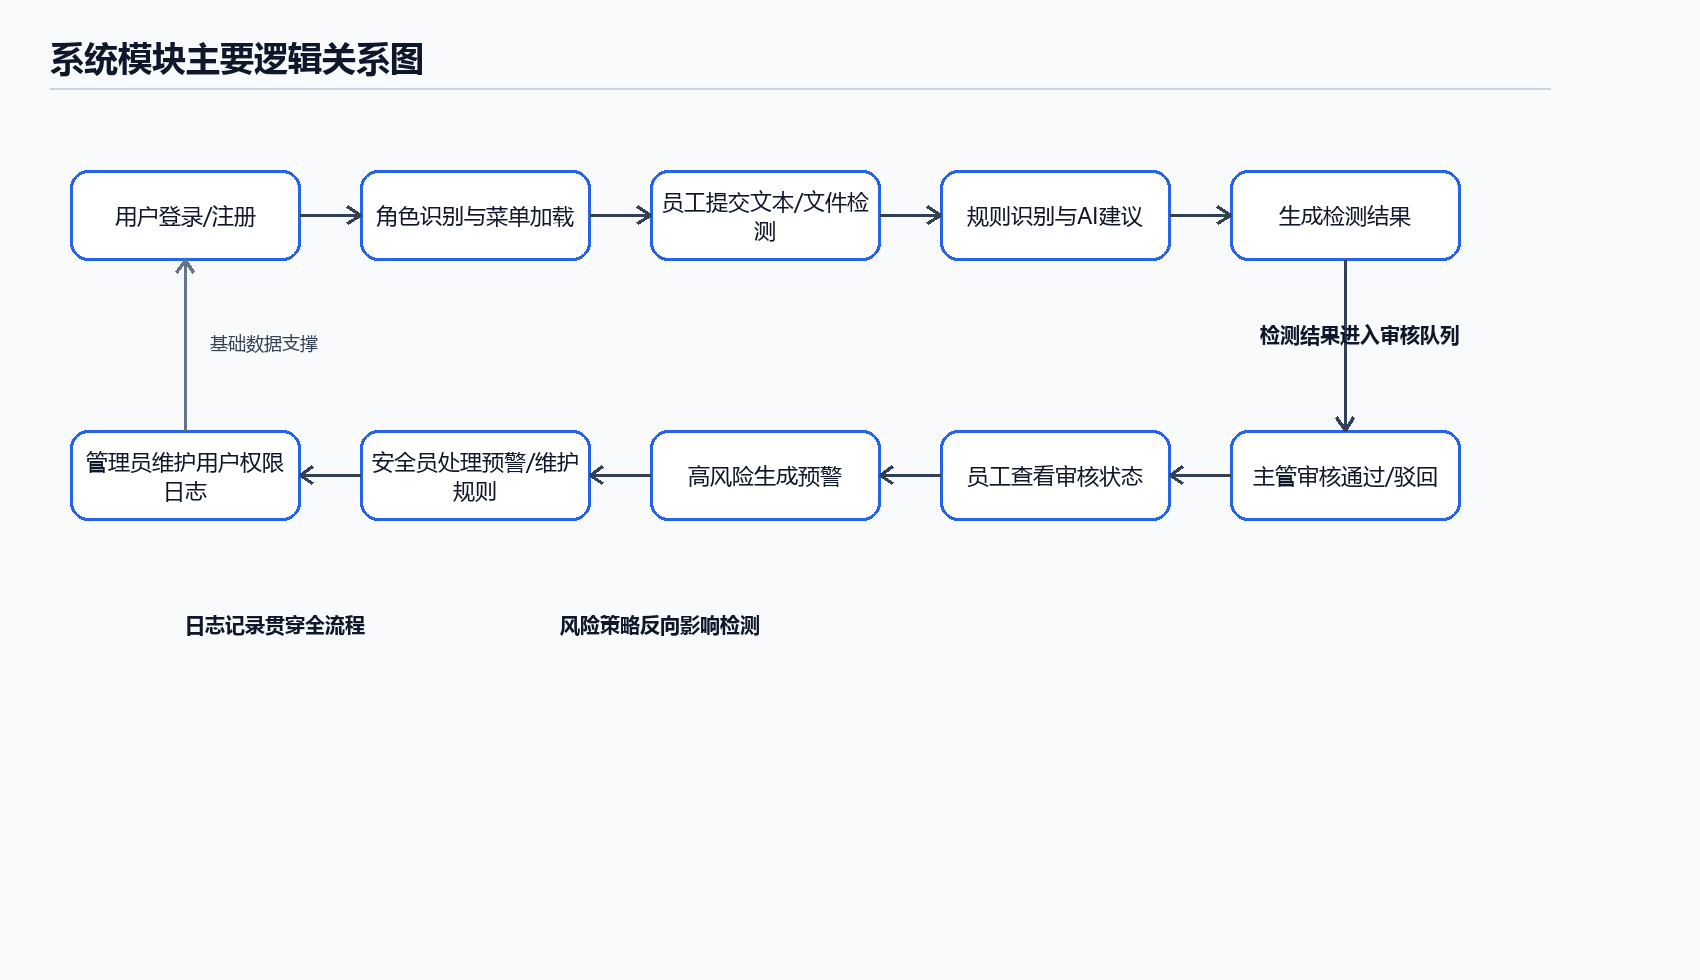 系统模块主要逻辑关系图
用户登录/注册
角色识别与菜单加载
员工提交文本/文件检
测
规则识别与AI建议
生成检测结果
基础数据支撑
检测结果进入审核队列
管理员维护用户权限
日志
安全员处理预警/维护
规则
高风险生成预警
员工查看审核状态
主管审核通过/驳回
日志记录贯穿全流程
风险策略反向影响检测